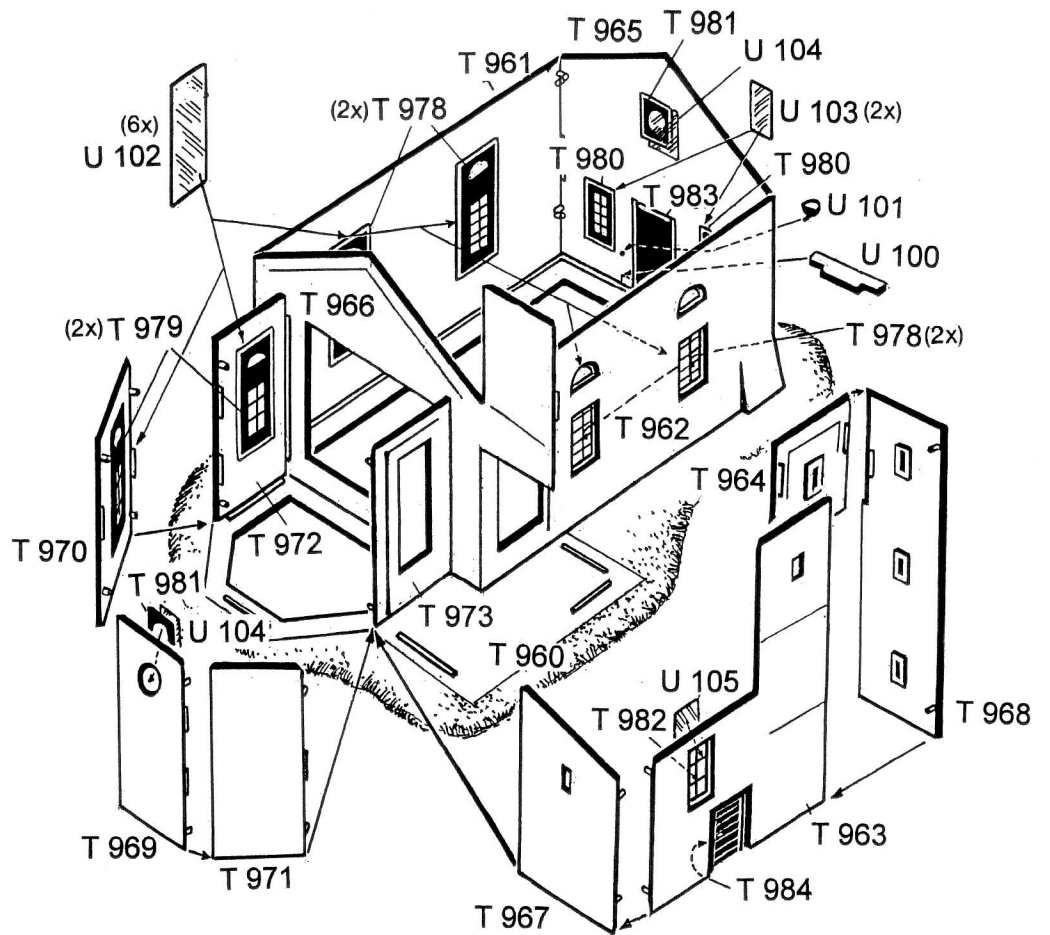 T 981
T 965
U 104
T 961
(2x) T 978
U 103 (2x)
(6x)
U 102
T 980
T 980
T 983
U 101
U 100
T 966
(2x) T 979
T 978 (2x)
T 962
T 964
T 970
T 972
T 981
U 104
T 973
T 960
U 105
T 982
T 968
T 963
T 969
T 971
T 984
T 967